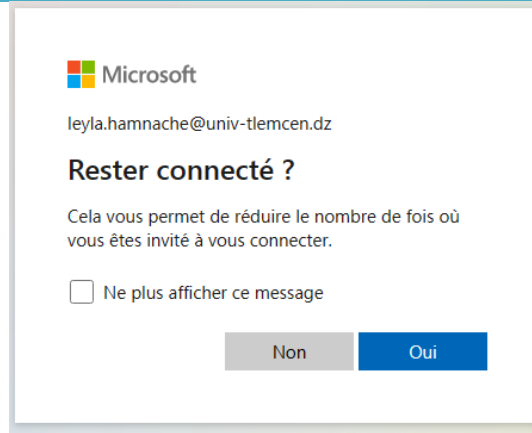 Microsoft
leyla.hamnache@univ-tlemcen.dz
Rester connecté ?
Cela vous permet de réduire le nombre de fois où
vous êtes invité à vous connecter.
Ne plus afficher ce message
Non
Oui